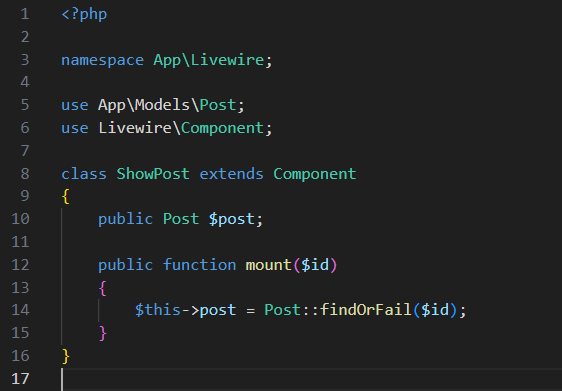 1 <?php
2
3 namespace App\Livewire;
4
5 use App\Models\Post;
6 use Livewire\Component;
7
8 class ShowPost extends Component
9 {
10     public Post $post;
11
12     public function mount($id)
13     {
14         $this->post = Post::findOrFail($id);
15     }
16 }
17